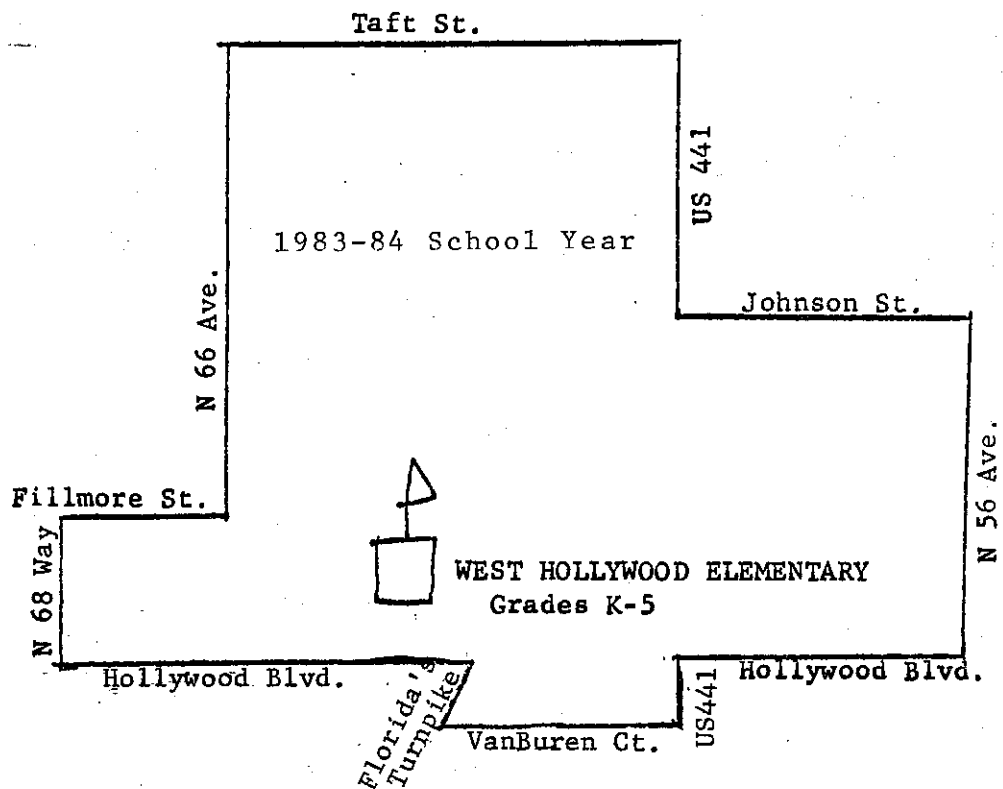 Taft St.
US 441
1983-84 School Year
Johnson St.
N 66 Ave.
N 56 Ave.
Fillmore St.
N 68 Way
WEST HOLLYWOOD ELEMENTARY
Grades K-5
Hollywood Blvd.
Hollywood Blvd.
Florida's
Turnpike
US441
VanBuren Ct.